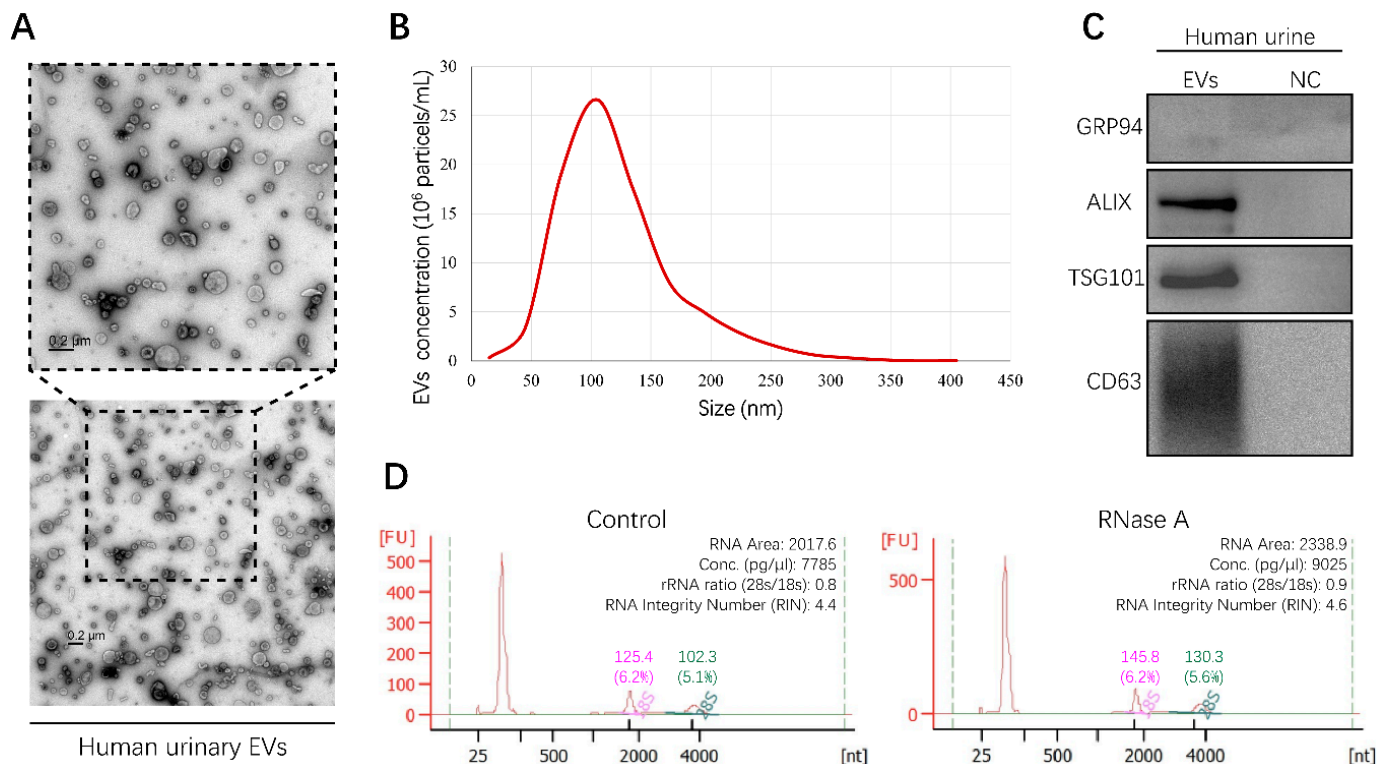 A
0.2 µm
0.2 µm
Human urinary EVs
B
EVs concentration (10⁶ particels/mL)
30
25
20
15
10
5
0
0 50 100 150 200 250 300 350 400 450
Size (nm)
C
Human urine
EVs NC
GRP94
ALIX
TSG101
CD63
D
Control
[FU]
500
400
300
200
100
0
RNA Area: 2017.6
Conc. (pg/µl): 7785
rRNA ratio (28s/18s): 0.8
RNA Integrity Number (RIN): 4.4
125.4 102.3
(6.2%) (5.1%)
18S 28S
25 500 2000 4000 [nt]
RNase A
[FU]
500
0
RNA Area: 2338.9
Conc. (pg/µl): 9025
rRNA ratio (28s/18s): 0.9
RNA Integrity Number (RIN): 4.6
145.8 130.3
(6.2%) (5.6%)
18S 28S
25 500 2000 4000 [nt]